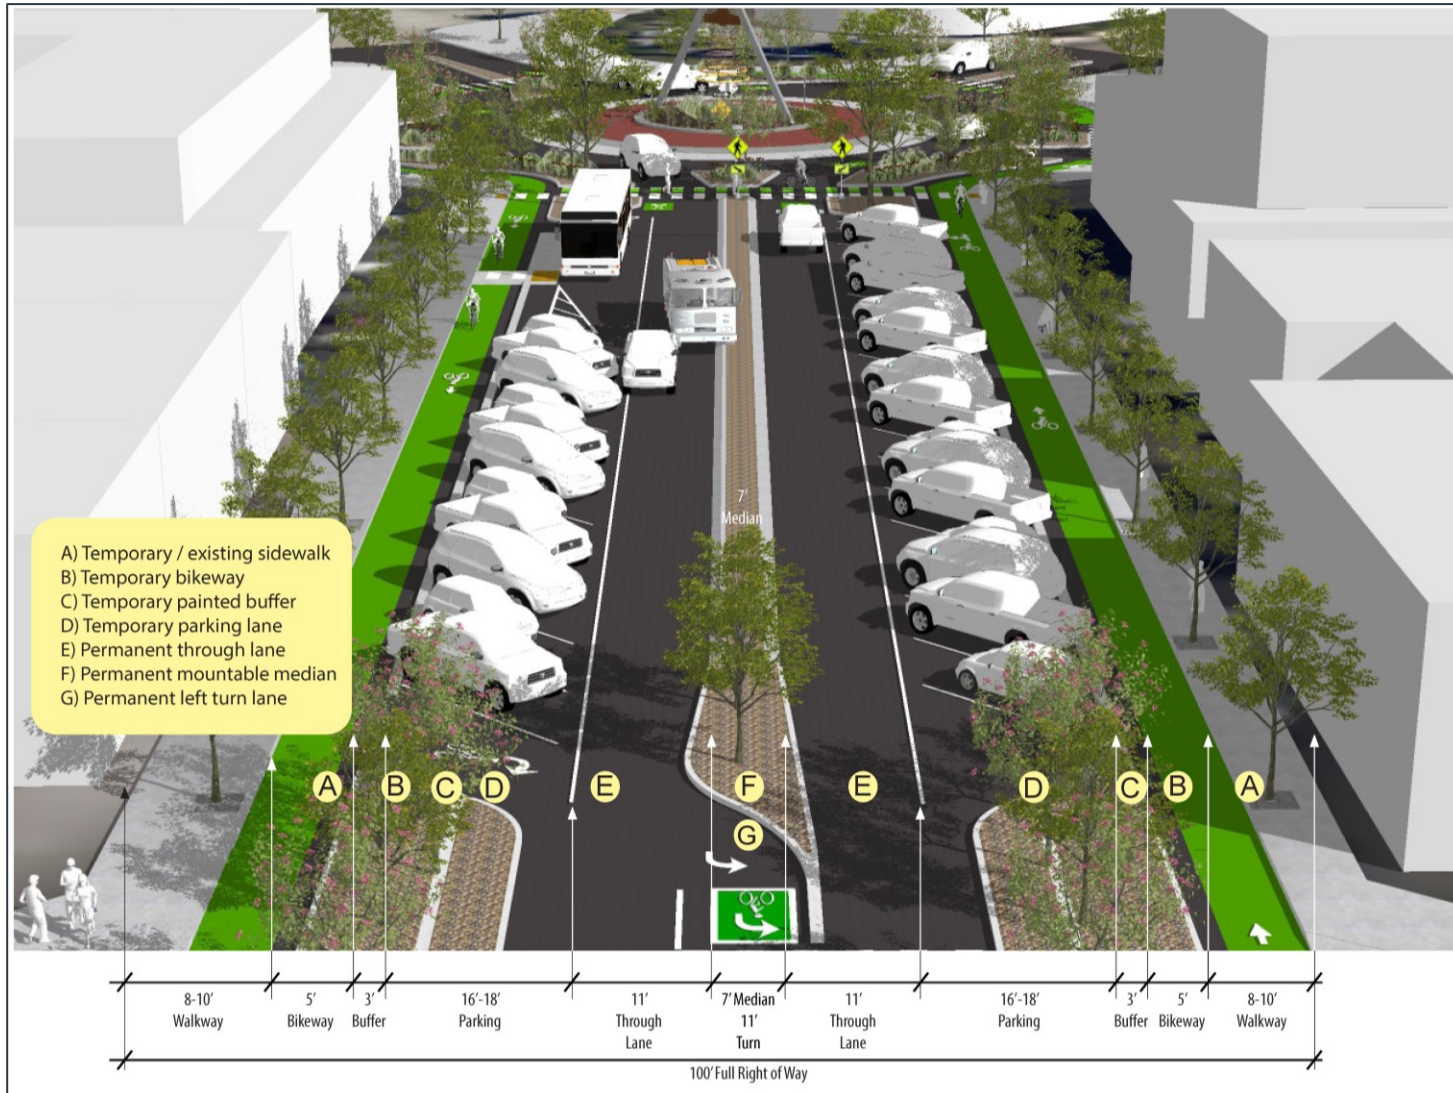 7'
Median
A) Temporary / existing sidewalk
B) Temporary bikeway
C) Temporary painted buffer
D) Temporary parking lane
E) Permanent through lane
F) Permanent mountable median
G) Permanent left turn lane
A B C D E F E D C B A
G
8-10' 5' 3' 16'-18' 11' 7' Median 11' 16'-18' 3' 5' 8-10'
Walkway Bikeway Buffer Parking Through 11' Through Parking Buffer Bikeway Walkway
Lane Turn Lane
100' Full Right of Way